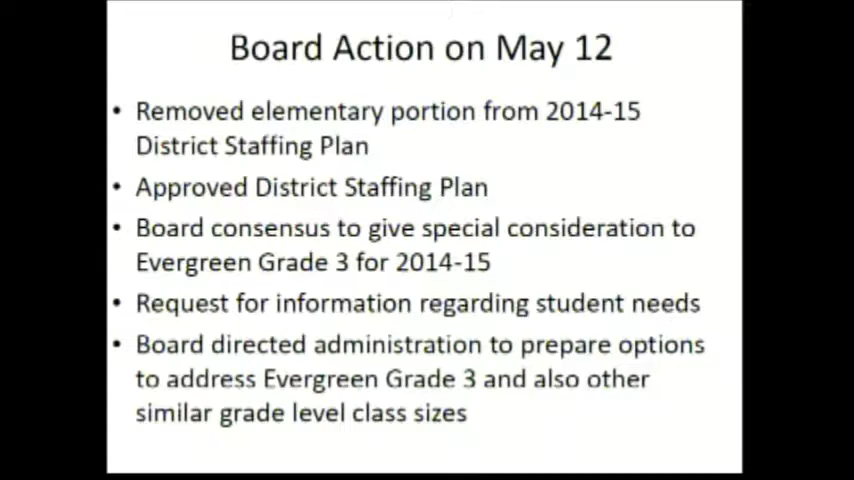 Board Action on May 12
• Removed elementary portion from 2014-15
District Staffing Plan
• Approved District Staffing Plan
• Board consensus to give special consideration to
Evergreen Grade 3 for 2014-15
• Request for information regarding student needs
• Board directed administration to prepare options
to address Evergreen Grade 3 and also other
similar grade level class sizes